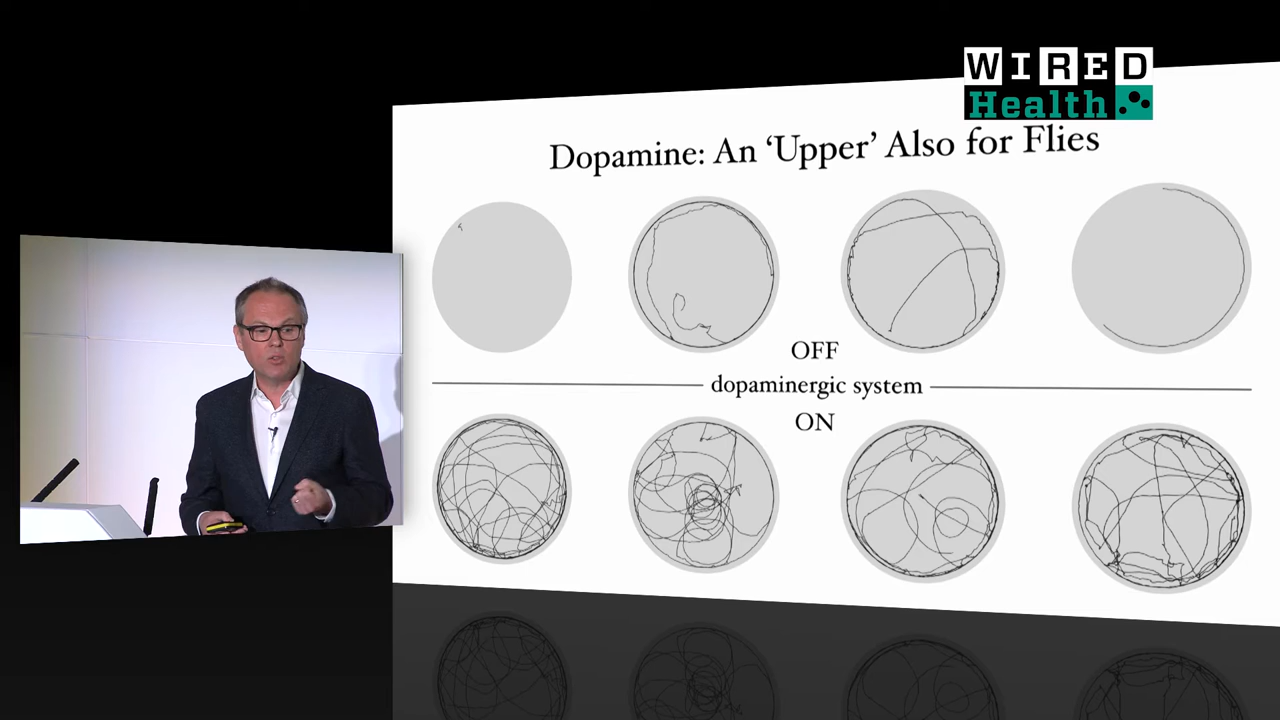 WIRED
Health
Dopamine: An ‘Upper’ Also for Flies
OFF
dopaminergic system
ON